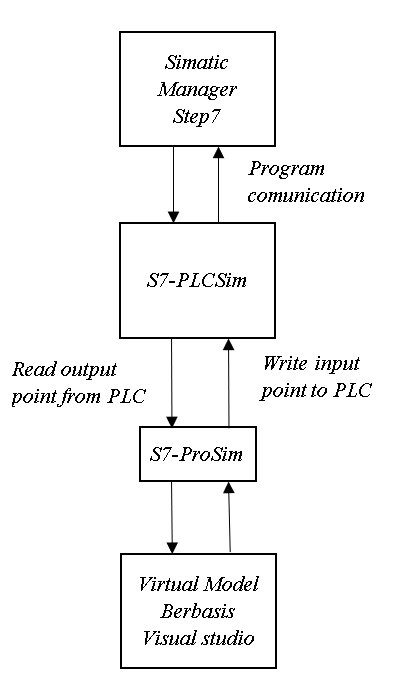 Simatic
Manager
Step7
Program
comunication
S7-PLCSim
Read output
point from PLC
Write input
point to PLC
S7-ProSim
Virtual Model
Berbasis
Visual studio